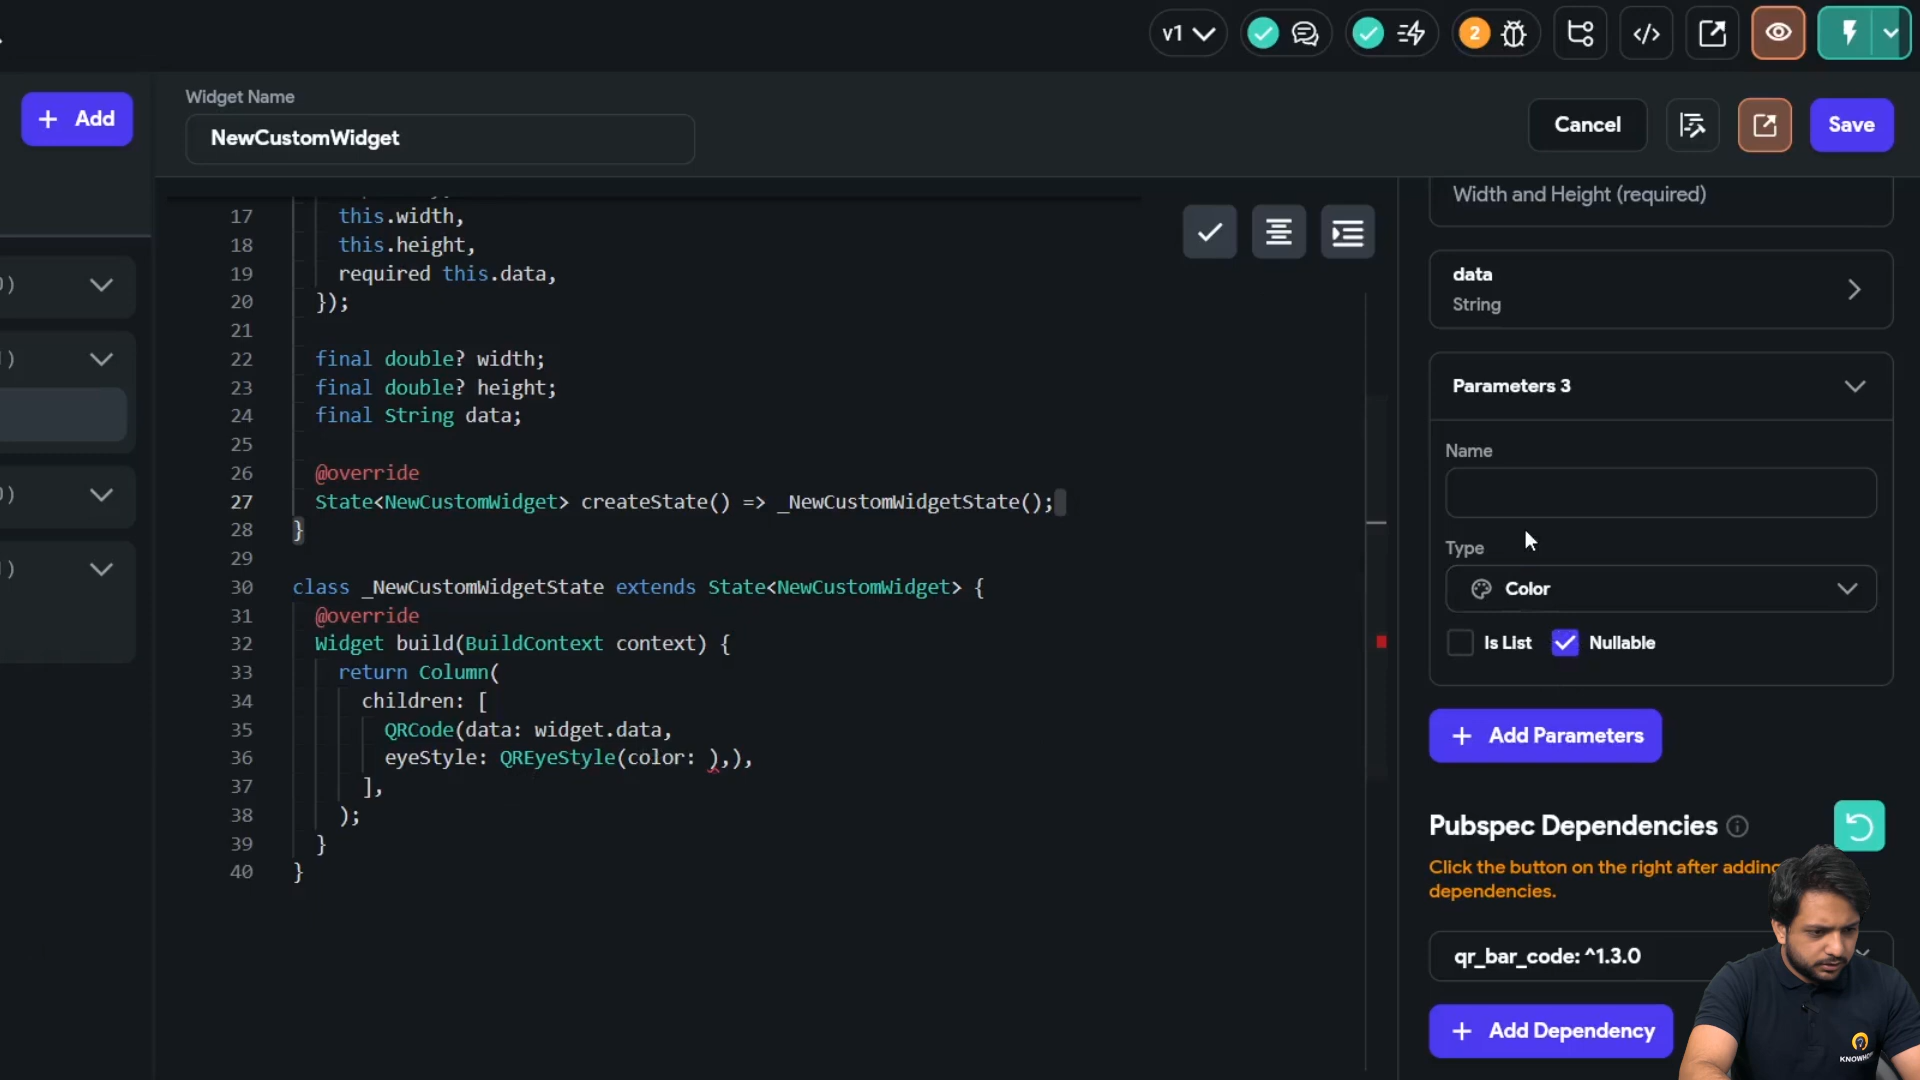 v1
2
+ Add
Widget Name
NewCustomWidget
Cancel
Save
17 this.width,
18 this.height,
19 required this.data,
20 });
21
22 final double? width;
23 final double? height;
24 final String data;
25
26 @override
27 State<NewCustomWidget> createState() => _NewCustomWidgetState();
28 }
29
30 class _NewCustomWidgetState extends State<NewCustomWidget> {
31 @override
32 Widget build(BuildContext context) {
33 return Column(
34 children: [
35 QRCode(data: widget.data,
36 eyeStyle: QREyeStyle(color: ),),
37 ],
38 );
39 }
40 }
Width and Height (required)
data
String
Parameters 3
Name
Type
Color
Is List
Nullable
+ Add Parameters
Pubspec Dependencies
Click the button on the right after adding
dependencies.
qr_bar_code: ^1.3.0
+ Add Dependency